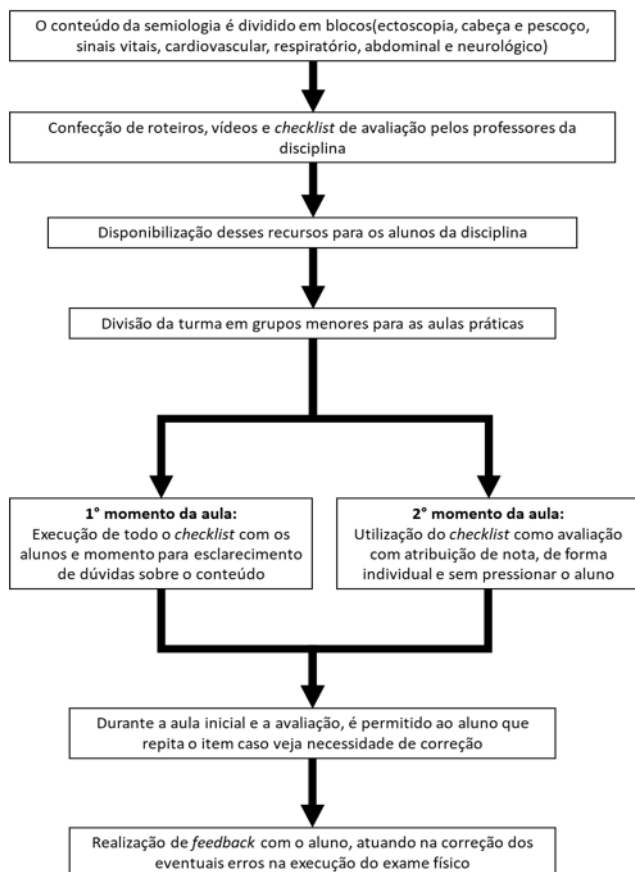 O conteúdo da semiologia é dividido em blocos(ectoscopia, cabeça e pescoço,
sinais vitais, cardiovascular, respiratório, abdominal e neurológico)
Confecção de roteiros, vídeos e checklist de avaliação pelos professores da
disciplina
Disponibilização desses recursos para os alunos da disciplina
Divisão da turma em grupos menores para as aulas práticas
1° momento da aula:
Execução de todo o checklist com os
alunos e momento para esclarecimento
de dúvidas sobre o conteúdo
2° momento da aula:
Utilização do checklist como avaliação
com atribuição de nota, de forma
individual e sem pressionar o aluno
Durante a aula inicial e a avaliação, é permitido ao aluno que
repita o item caso veja necessidade de correção
Realização de feedback com o aluno, atuando na correção dos
eventuais erros na execução do exame físico